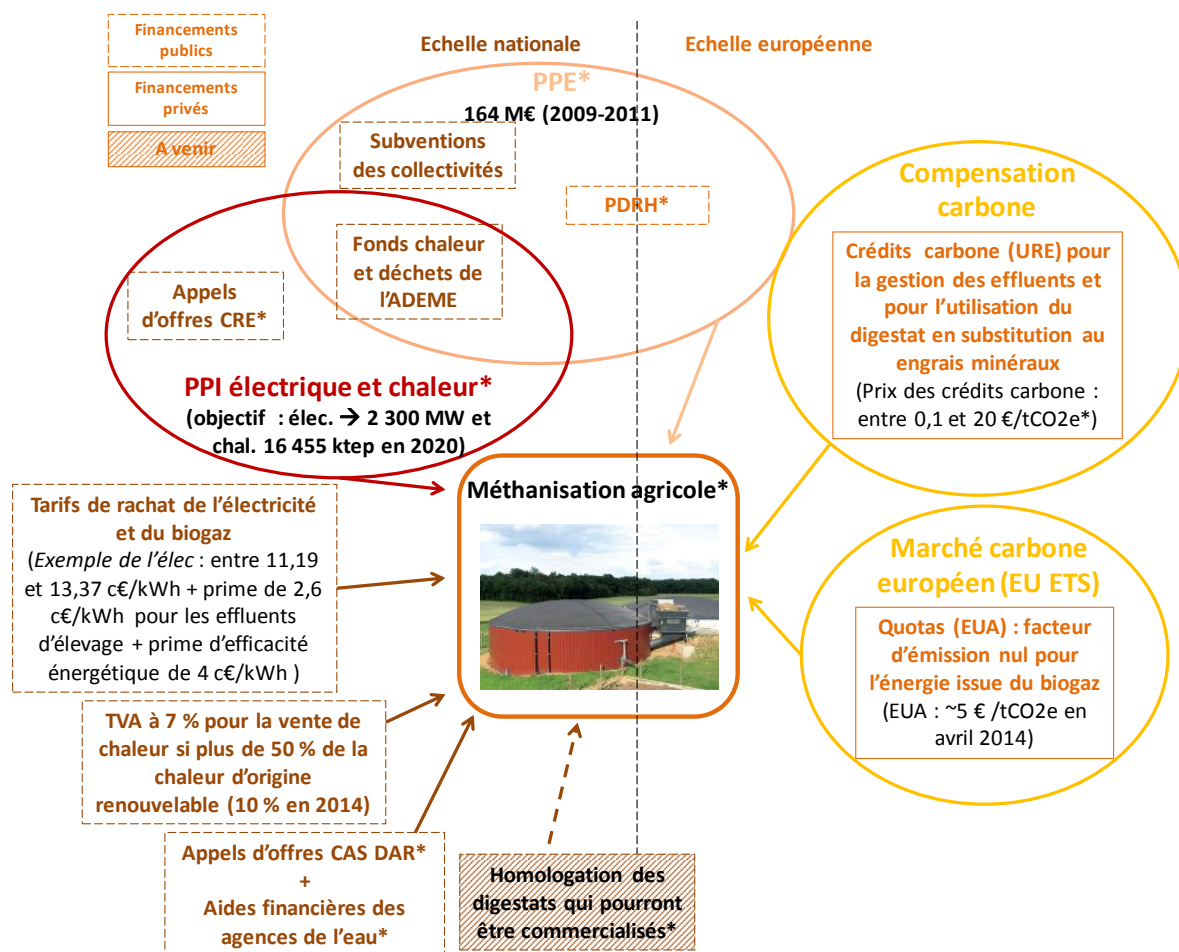 Financements
publics
Financements
privés
A venir
Echelle nationale
Echelle européenne
PPE*
164 M€ (2009-2011)
Subventions
des collectivités
PDRH*
Fonds chaleur
et déchets de
l'ADEME
Appels
d'offres CRE*
PPI électrique et chaleur*
(objectif : élec. → 2 300 MW et
chal. 16 455 ktep en 2020)
Compensation
carbone
Crédits carbone (URE) pour
la gestion des effluents et
pour l'utilisation du
digestat en substitution au
engrais minéraux
(Prix des crédits carbone :
entre 0,1 et 20 €/tCO2e*)
Méthanisation agricole*
Tarifs de rachat de l'électricité
et du biogaz
(Exemple de l'élec : entre 11,19
et 13,37 c€/kWh + prime de 2,6
c€/kWh pour les effluents
d'élevage + prime d'efficacité
énergétique de 4 c€/kWh )
Marché carbone
européen (EU ETS)
Quotas (EUA) : facteur
d'émission nul pour
l'énergie issue du biogaz
(EUA : ~5 € /tCO2e en
avril 2014)
TVA à 7 % pour la vente de
chaleur si plus de 50 % de la
chaleur d'origine
renouvelable (10 % en 2014)
Appels d'offres CAS DAR*
+
Aides financières des
agences de l'eau*
Homologation des
digestats qui pourront
être commercialisés*